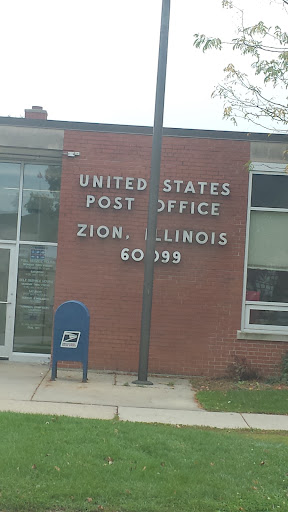 UNITED STATES
POST OFFICE
ZION, ILLINOIS
60099